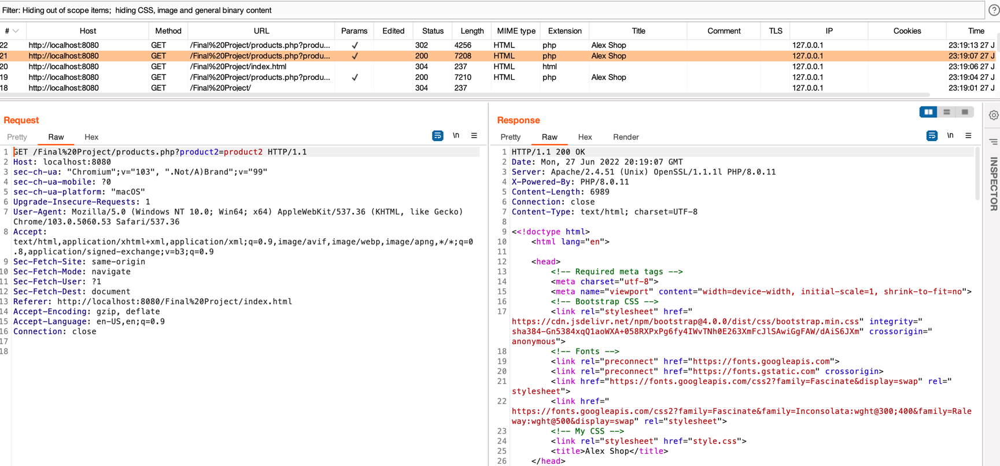 Filter: Hiding out of scope items; hiding CSS, image and general binary content
# Host Method URL Params Edited Status Length MIME type Extension Title Comment TLS IP Cookies Time
22 http://localhost:8080 GET /Final%20Project/products.php?produ... ✓ 302 4256 HTML php Alex Shop 127.0.0.1 23:19:13 27 J
21 http://localhost:8080 GET /Final%20Project/products.php?produ... ✓ 200 7208 HTML php Alex Shop 127.0.0.1 23:19:07 27 J
20 http://localhost:8080 GET /Final%20Project/index.html 304 237 html 127.0.0.1 23:19:06 27 J
19 http://localhost:8080 GET /Final%20Project/products.php?produ... ✓ 200 7210 HTML php Alex Shop 127.0.0.1 23:19:04 27 J
18 http://localhost:8080 GET /Final%20Project/ 304 237 127.0.0.1 23:19:01 27 J
Request
Pretty Raw Hex \n
1 GET /Final%20Project/products.php?product2=product2 HTTP/1.1
2 Host: localhost:8080
3 sec-ch-ua: "Chromium";v="103", ".Not/A)Brand";v="99"
4 sec-ch-ua-mobile: ?0
5 sec-ch-ua-platform: "macOS"
6 Upgrade-Insecure-Requests: 1
7 User-Agent: Mozilla/5.0 (Windows NT 10.0; Win64; x64) AppleWebKit/537.36 (KHTML, like Gecko)
Chrome/103.0.5060.53 Safari/537.36
8 Accept:
text/html,application/xhtml+xml,application/xml;q=0.9,image/avif,image/webp,image/apng,*/*;q=0
.8,application/signed-exchange;v=b3;q=0.9
9 Sec-Fetch-Site: same-origin
10 Sec-Fetch-Mode: navigate
11 Sec-Fetch-User: ?1
12 Sec-Fetch-Dest: document
13 Referer: http://localhost:8080/Final%20Project/index.html
14 Accept-Encoding: gzip, deflate
15 Accept-Language: en-US,en;q=0.9
16 Connection: close
17
18
Response
Pretty Raw Hex Render \n
1 HTTP/1.1 200 OK
2 Date: Mon, 27 Jun 2022 20:19:07 GMT
3 Server: Apache/2.4.51 (Unix) OpenSSL/1.1.1l PHP/8.0.11
4 X-Powered-By: PHP/8.0.11
5 Content-Length: 6989
6 Connection: close
7 Content-Type: text/html; charset=UTF-8
8
9 <<!doctype html>
10 <html lang="en">
11
12 <head>
13 <!-- Required meta tags -->
14 <meta charset="utf-8">
15 <meta name="viewport" content="width=device-width, initial-scale=1, shrink-to-fit=no">
16 <!-- Bootstrap CSS -->
17 <link rel="stylesheet" href="
https://cdn.jsdelivr.net/npm/bootstrap@4.0.0/dist/css/bootstrap.min.css" integrity="
sha384-Gn5384xqQ1aoWXA+058RXPxPg6fy4IWvTNh0E263XmFcJlSAwiGgFAW/dAiS6JXm" crossorigin="
anonymous">
18 <!-- Fonts -->
19 <link rel="preconnect" href="https://fonts.googleapis.com">
20 <link rel="preconnect" href="https://fonts.gstatic.com" crossorigin>
21 <link href="https://fonts.googleapis.com/css2?family=Fascinate&display=swap" rel="
stylesheet">
22 <link href="
https://fonts.googleapis.com/css2?family=Fascinate&family=Inconsolata:wght@300;400&family=Rale
way:wght@500&display=swap" rel="stylesheet">
23 <!-- My CSS -->
24 <link rel="stylesheet" href="style.css">
25 <title>Alex Shop</title>
26 </head>
INSPECTOR